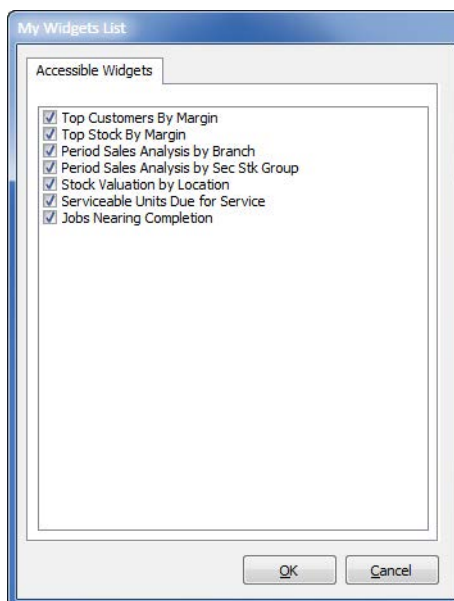 My Widgets List
Accessible Widgets
Top Customers By Margin
Top Stock By Margin
Period Sales Analysis by Branch
Period Sales Analysis by Sec Stk Group
Stock Valuation by Location
Serviceable Units Due for Service
Jobs Nearing Completion
OK
Cancel